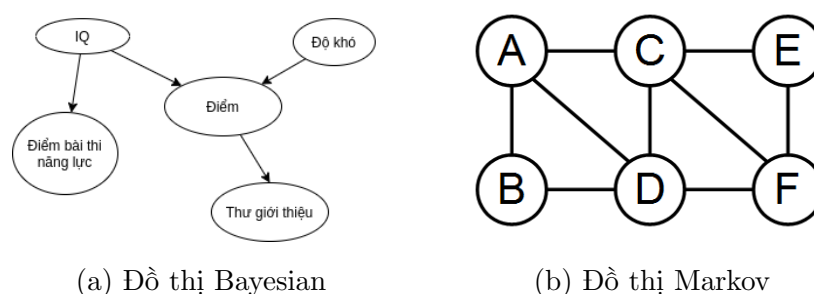 IQ
Độ khó
Điểm
Điểm bài thi
năng lực
Thư giới thiệu
(a) Đồ thị Bayesian
A
C
E
B
D
F
(b) Đồ thị Markov